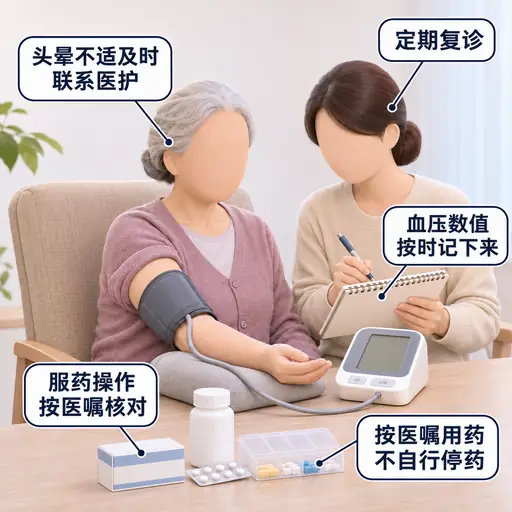 头晕不适及时
联系医护
定期复诊
血压数值
按时记下来
服药操作
按医嘱核对
按医嘱用药
不自行停药